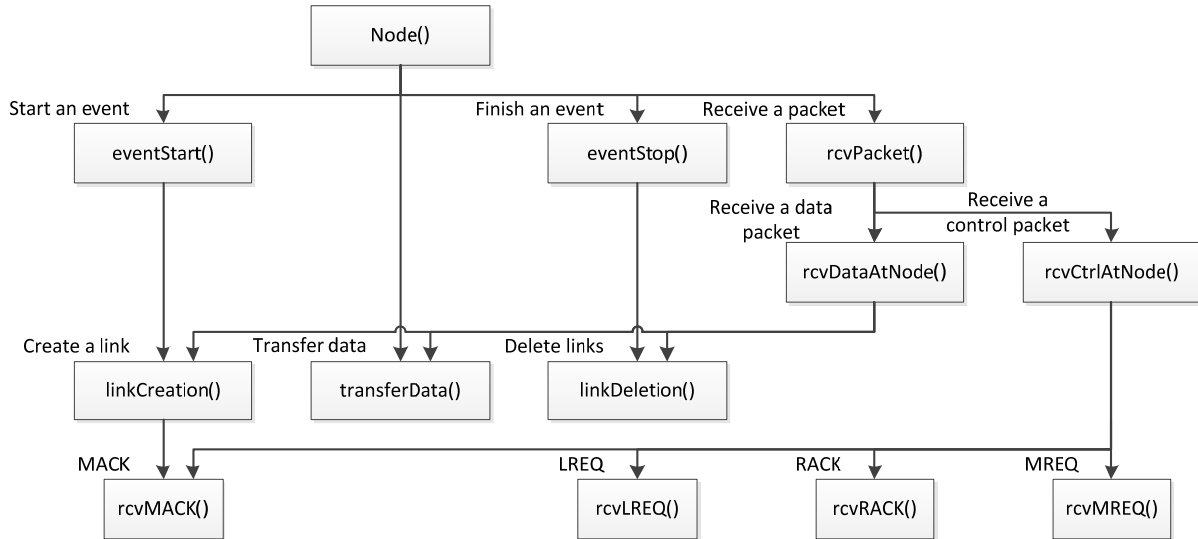 Node()
Start an event
Finish an event
Receive a packet
eventStart()
eventStop()
rcvPacket()
Receive a data
packet
Receive a
control packet
rcvDataAtNode()
rcvCtrlAtNode()
Create a link
Transfer data
Delete links
linkCreation()
transferData()
linkDeletion()
MACK
LREQ
RACK
MREQ
rcvMACK()
rcvLREQ()
rcvRACK()
rcvMREQ()